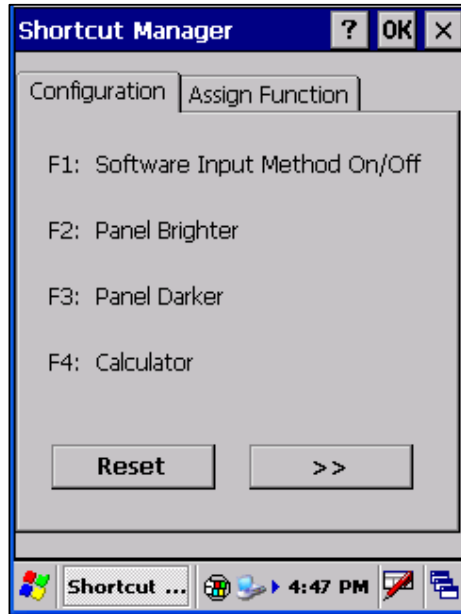 Shortcut Manager ? OK ×
Configuration Assign Function
F1: Software Input Method On/Off
F2: Panel Brighter
F3: Panel Darker
F4: Calculator
Reset >>
Shortcut ... 4:47 PM